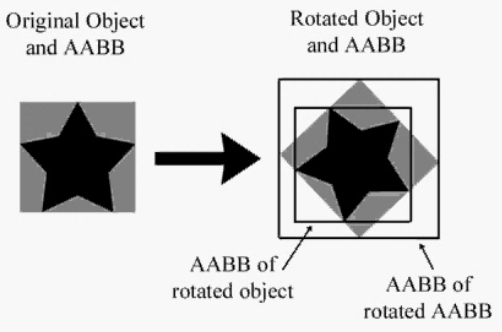 Original Object
and AABB
Rotated Object
and AABB
AABB of
rotated object
AABB of
rotated AABB